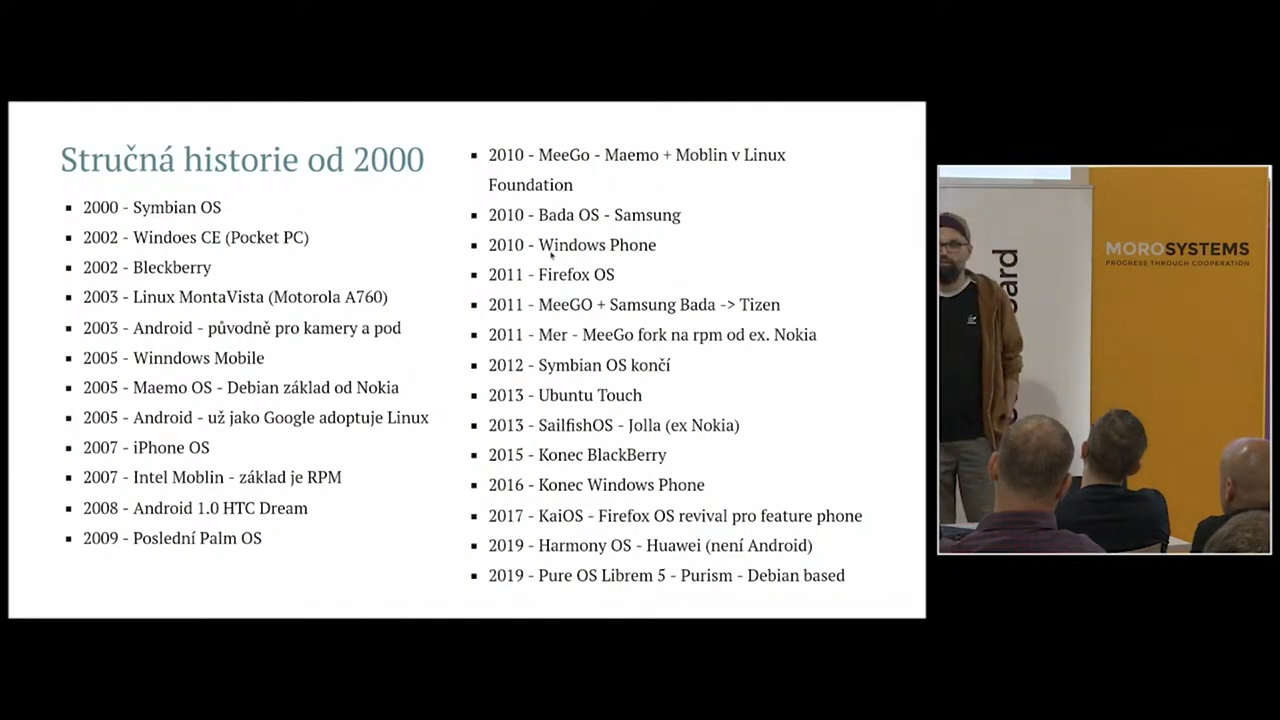 Stručná historie od 2000
2000 - Symbian OS
2002 - Windoes CE (Pocket PC)
2002 - Bleckberry
2003 - Linux MontaVista (Motorola A760)
2003 - Android - původně pro kamery a pod
2005 - Winndows Mobile
2005 - Maemo OS - Debian základ od Nokia
2005 - Android - už jako Google adoptuje Linux
2007 - iPhone OS
2007 - Intel Moblin - základ je RPM
2008 - Android 1.0 HTC Dream
2009 - Poslední Palm OS
2010 - MeeGo - Maemo + Moblin v Linux
Foundation
2010 - Bada OS - Samsung
2010 - Windows Phone
2011 - Firefox OS
2011 - MeeGO + Samsung Bada -> Tizen
2011 - Mer - MeeGo fork na rpm od ex. Nokia
2012 - Symbian OS končí
2013 - Ubuntu Touch
2013 - SailfishOS - Jolla (ex Nokia)
2015 - Konec BlackBerry
2016 - Konec Windows Phone
2017 - KaiOS - Firefox OS revival pro feature phone
2019 - Harmony OS - Huawei (není Android)
2019 - Pure OS Librem 5 - Purism - Debian based
MOROSYSTEMS
PROGRESS THROUGH COOPERATION